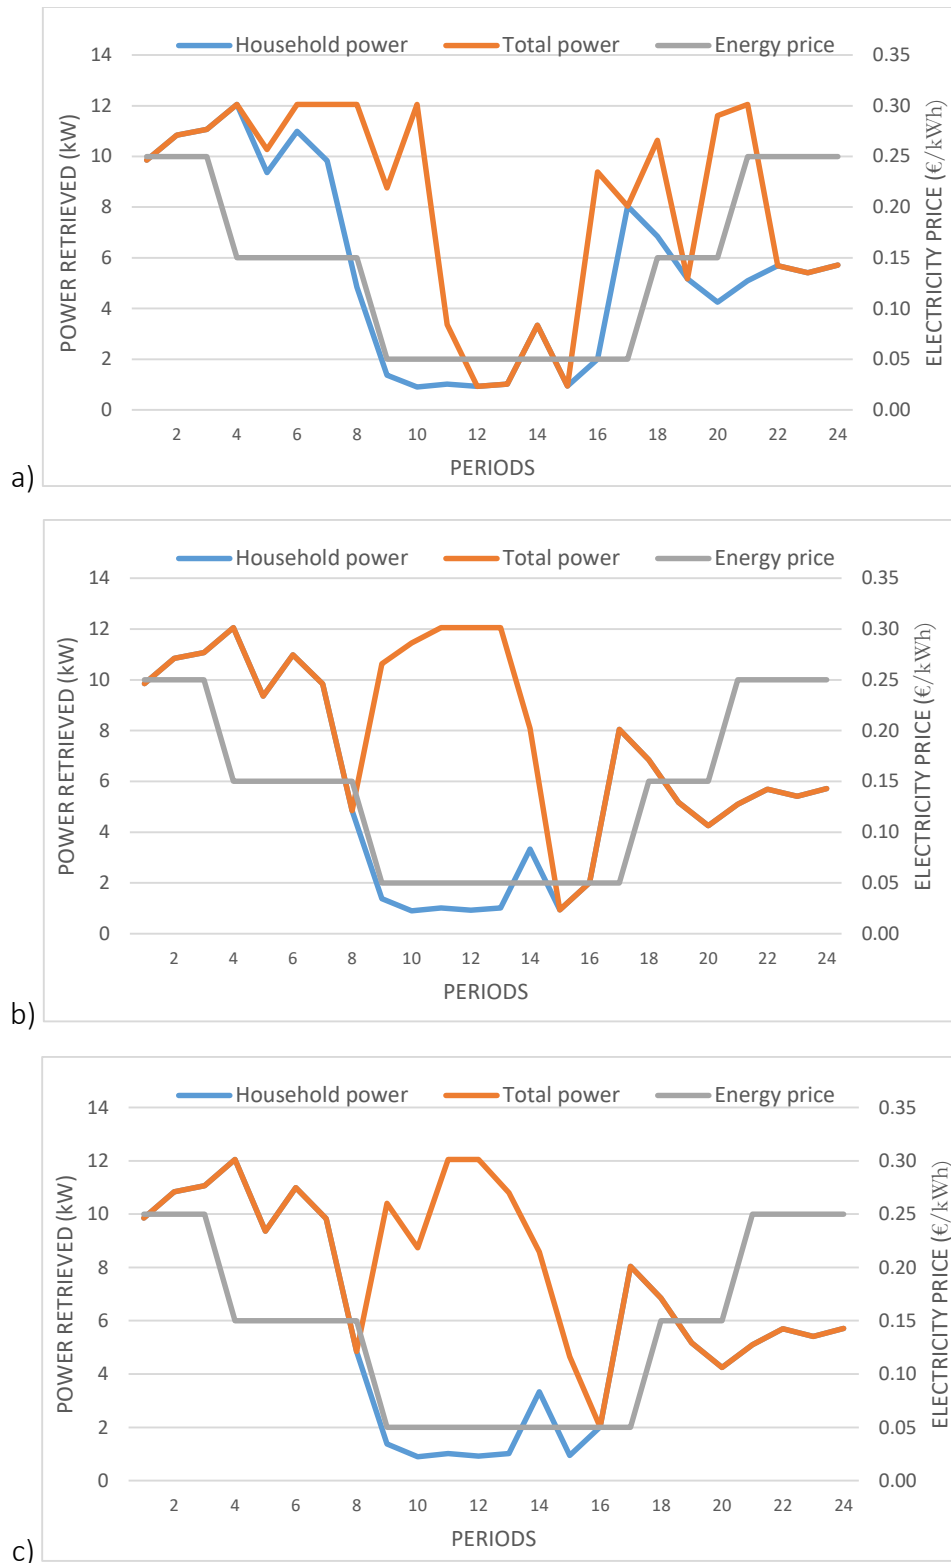 Household power Total power Energy price
14
12
10
8
6
4
2
0
0.35
0.30
0.25
0.20
0.15
0.10
0.05
0.00
POWER RETRIEVED (kW)
ELECTRICITY PRICE (€/kWh)
2 4 6 8 10 12 14 16 18 20 22 24
PERIODS
a)
Household power Total power Energy price
14
12
10
8
6
4
2
0
0.35
0.30
0.25
0.20
0.15
0.10
0.05
0.00
POWER RETRIEVED (kW)
ELECTRICITY PRICE (€/kWh)
2 4 6 8 10 12 14 16 18 20 22 24
PERIODS
b)
Household power Total power Energy price
14
12
10
8
6
4
2
0
0.35
0.30
0.25
0.20
0.15
0.10
0.05
0.00
POWER RETRIEVED (kW)
ELECTRICITY PRICE (€/kWh)
2 4 6 8 10 12 14 16 18 20 22 24
PERIODS
c)